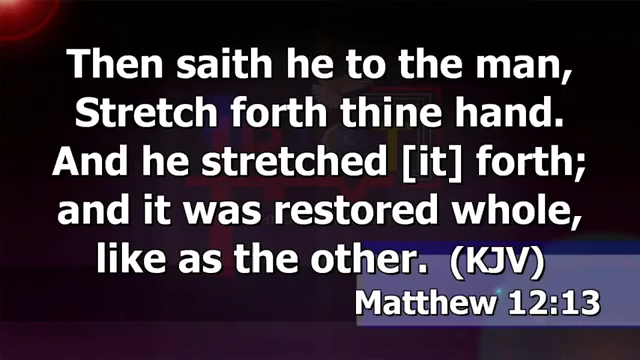 Then saith he to the man,
Stretch forth thine hand.
And he stretched [it] forth;
and it was restored whole,
like as the other. (KJV)
Matthew 12:13